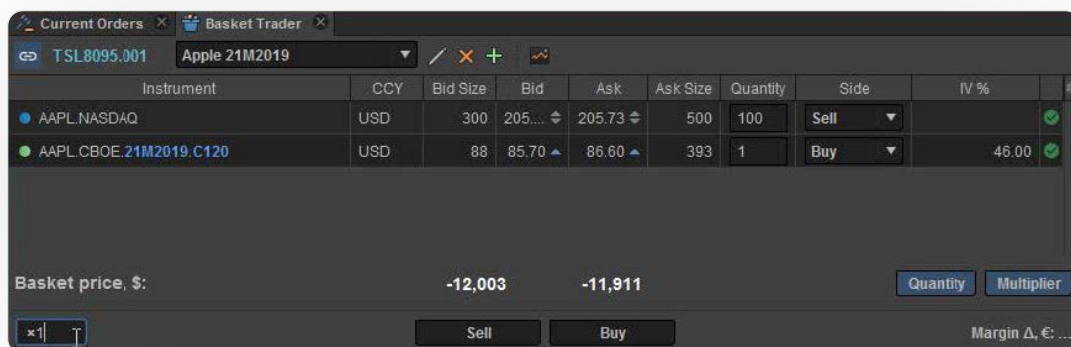 Current Orders Basket Trader
TSL8095.001 Apple 21M2019
Instrument CCY Bid Size Bid Ask Ask Size Quantity Side IV %
AAPL.NASDAQ USD 300 205.... 205.73 500 100 Sell
AAPL.CBOE.21M2019.C120 USD 88 85.70 86.60 393 1 Buy 46.00
Basket price, $: -12,003 -11,911 Quantity Multiplier
×1 Sell Buy Margin Δ, €: ...